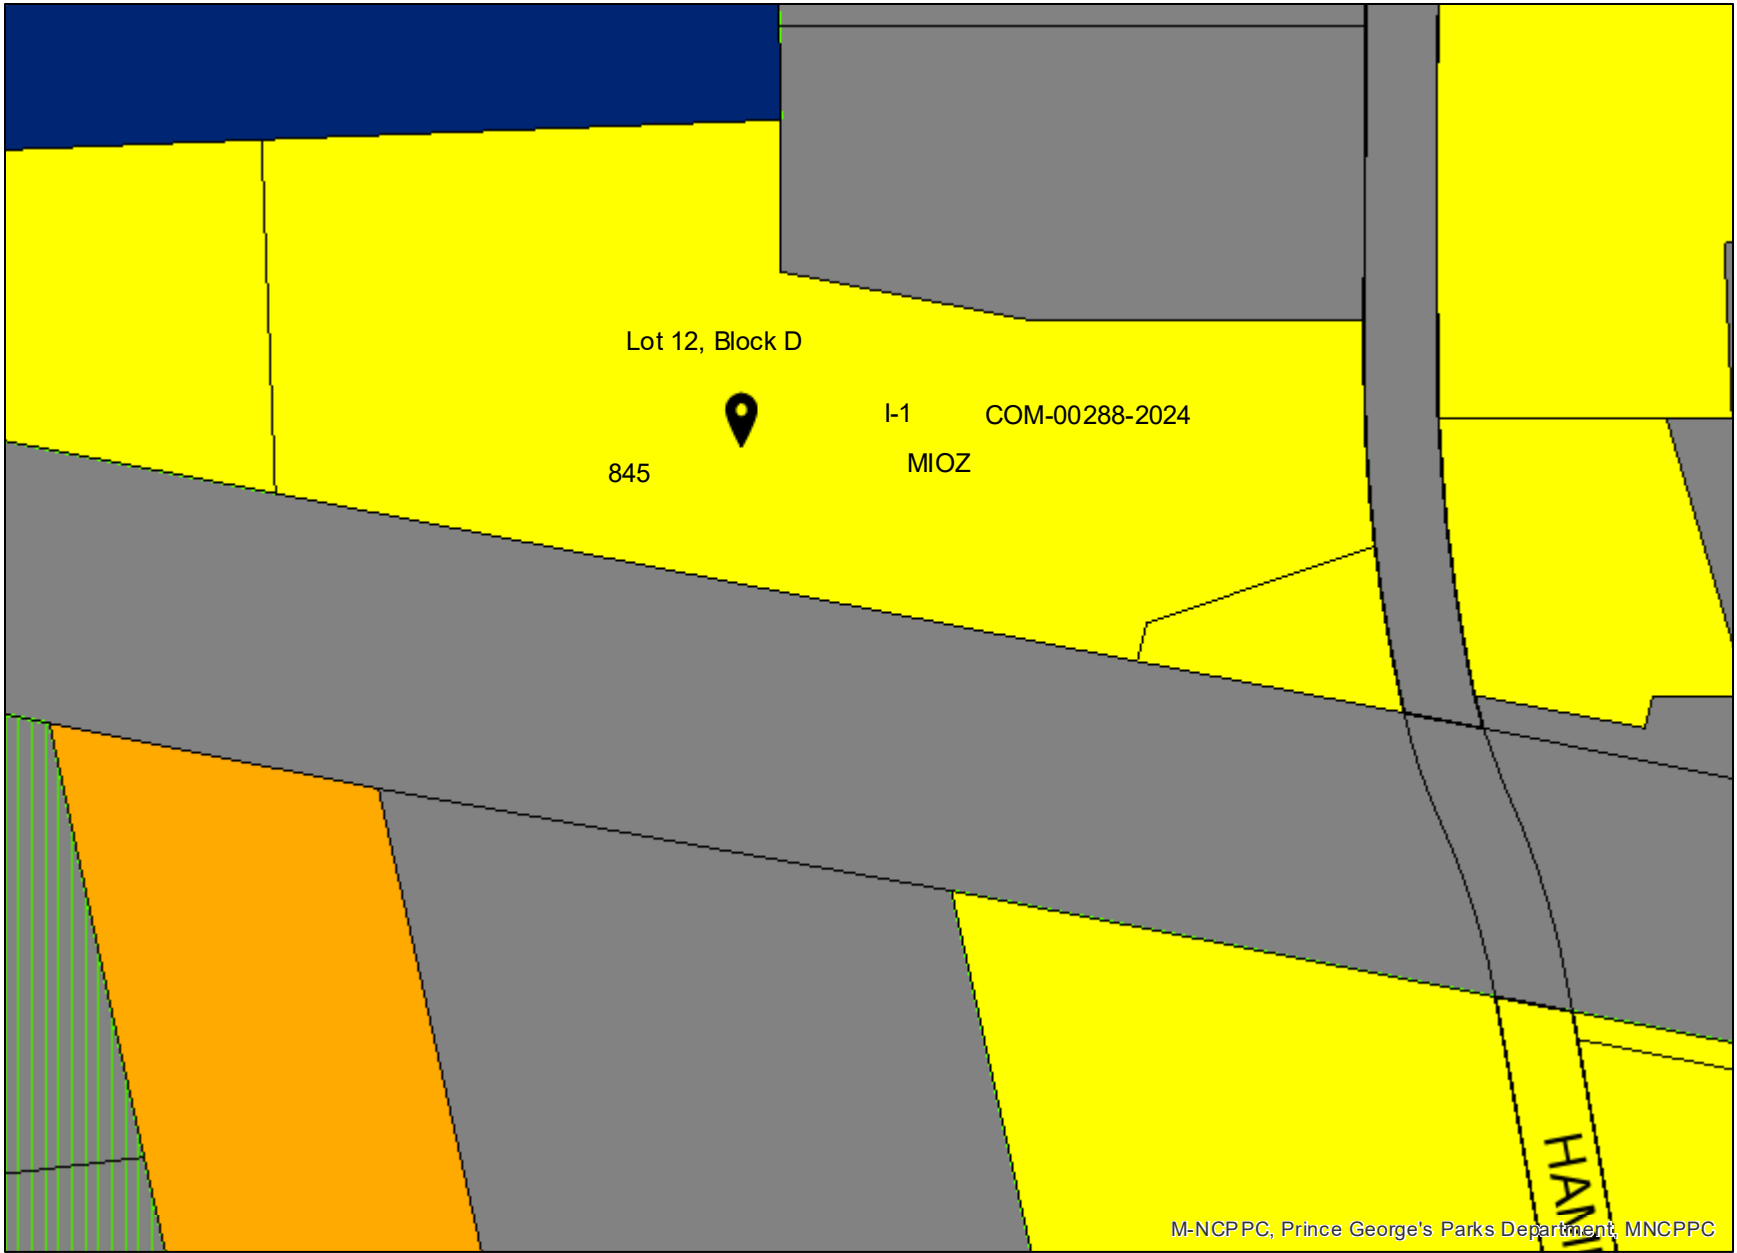 Lot 12, Block D
I-1
COM-00288-2024
MIOZ
845
M-NCPPC, Prince George's Parks Department, MNCPPC